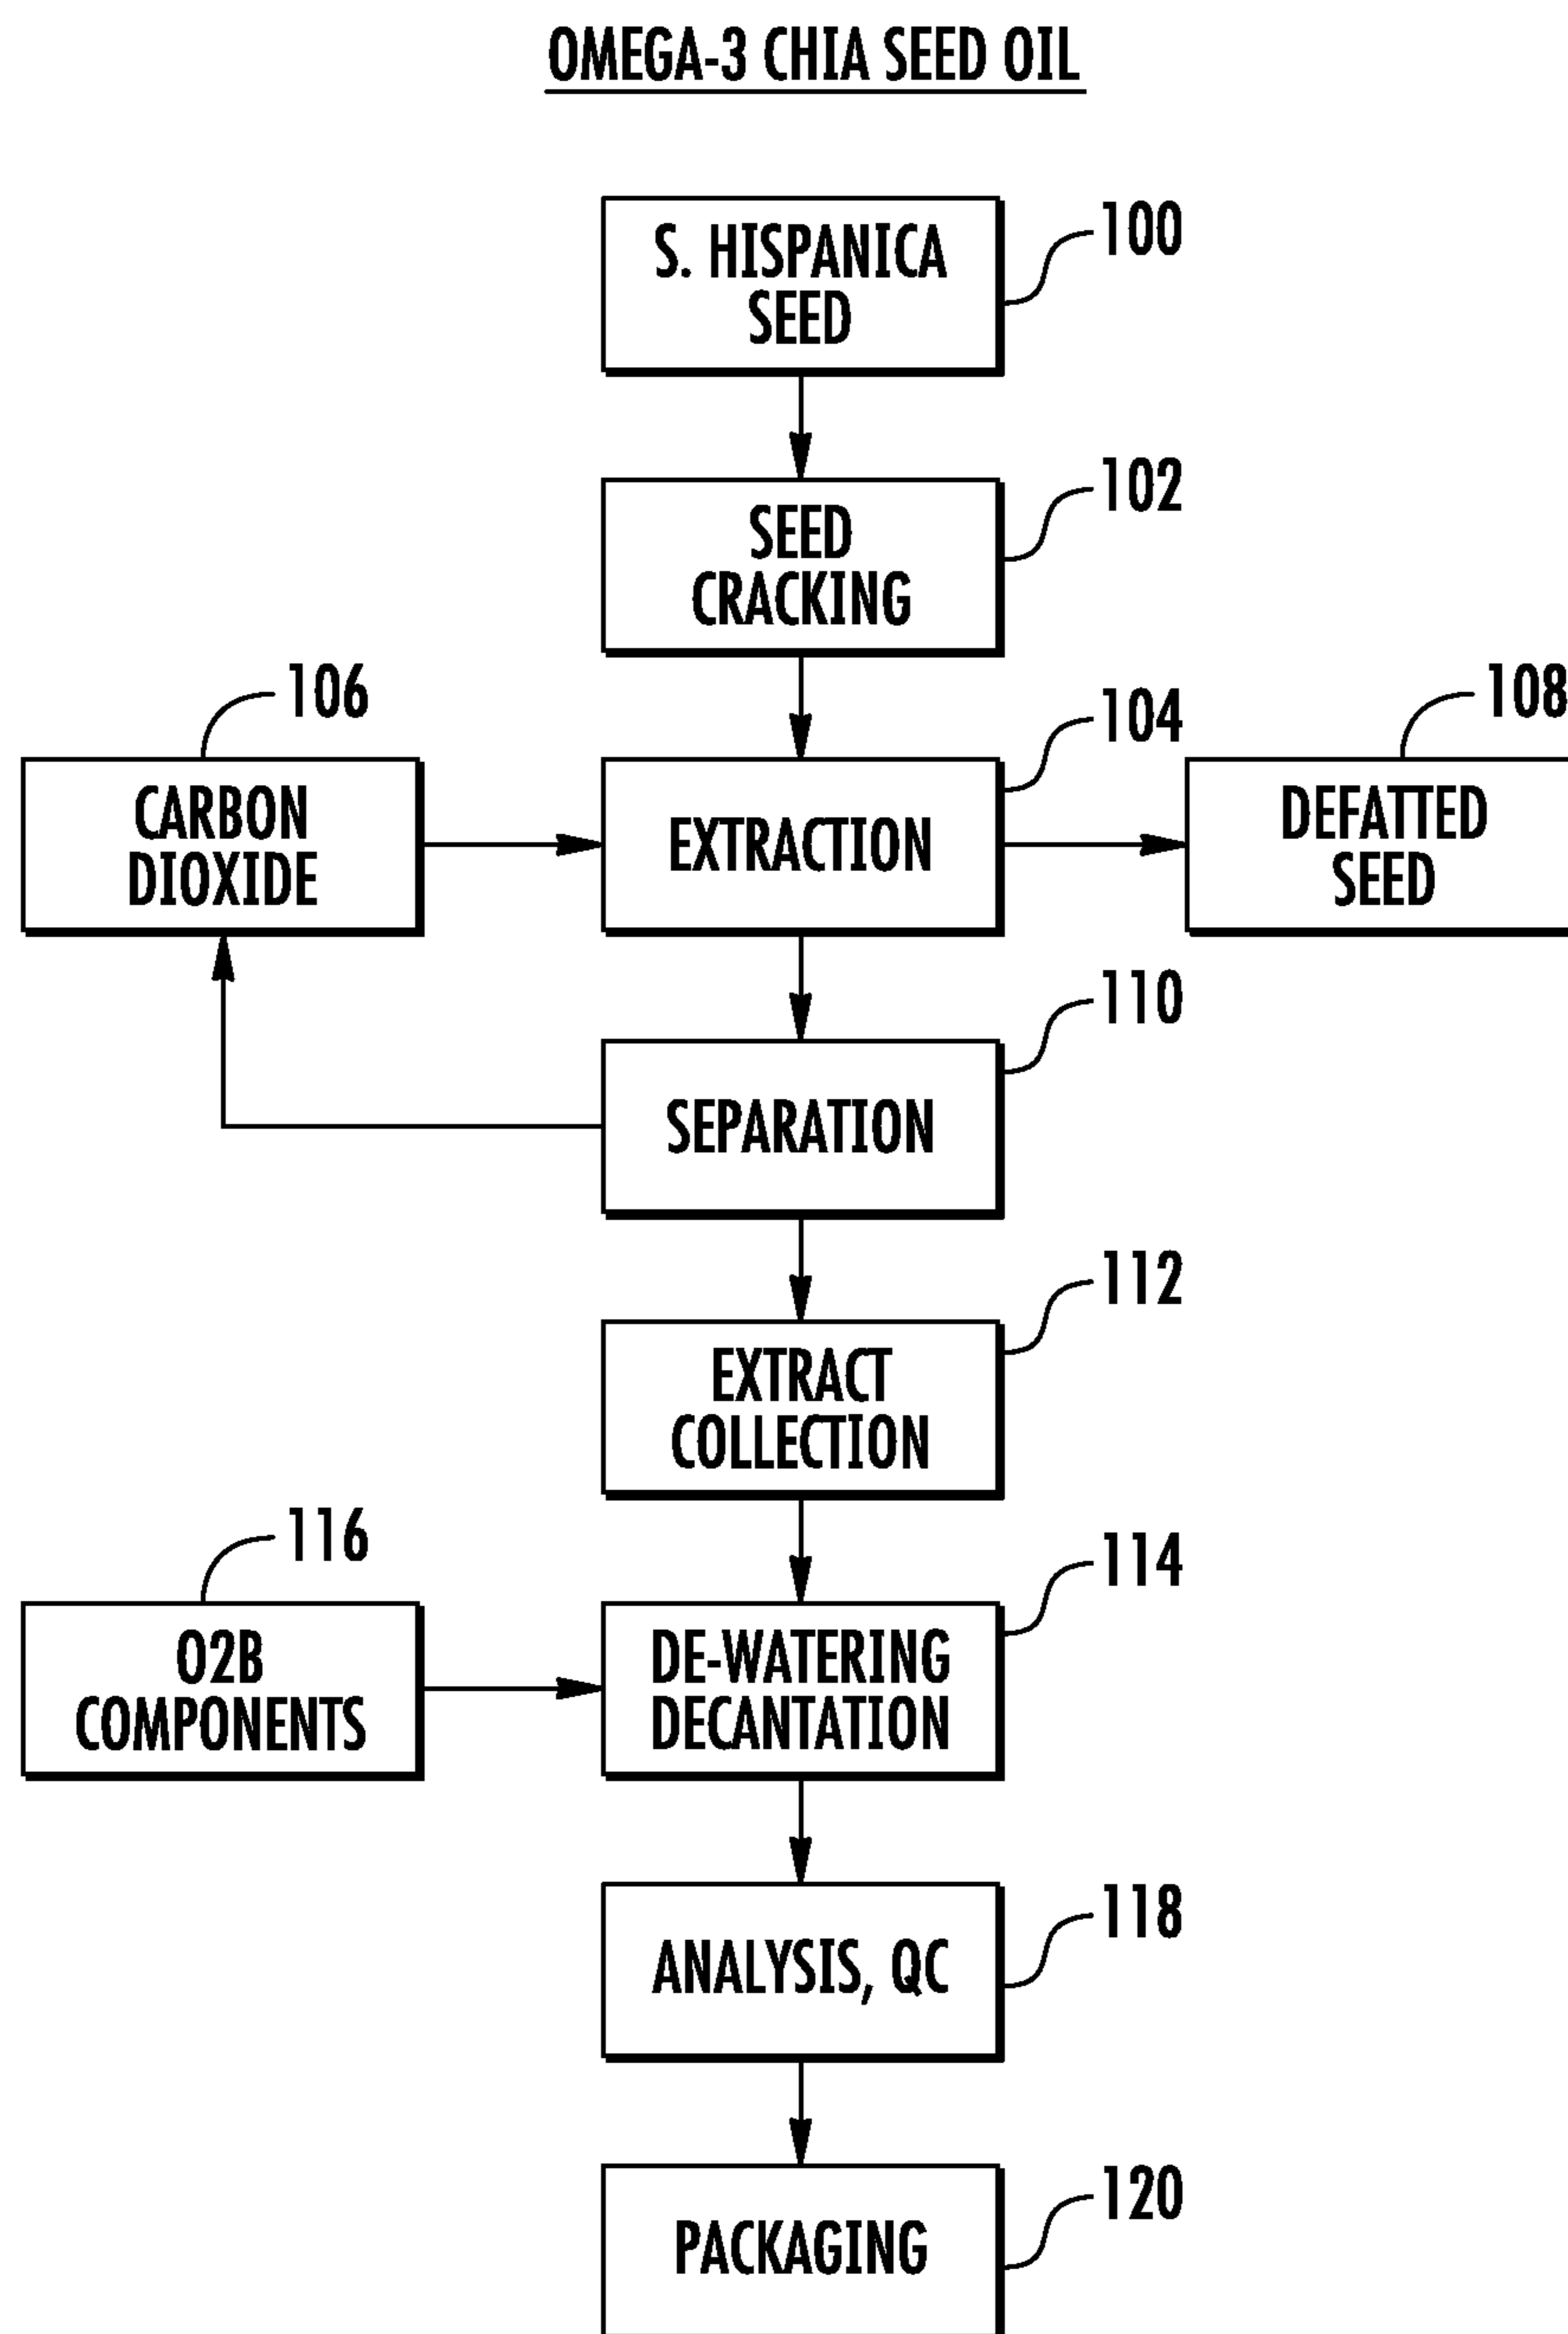 OMEGA-3 CHIA SEED OIL
S. HISPANICA
SEED
100
SEED
CRACKING
102
106
CARBON
DIOXIDE
104
EXTRACTION
108
DEFATTED
SEED
110
SEPARATION
112
EXTRACT
COLLECTION
116
O2B
COMPONENTS
114
DE-WATERING
DECANTATION
118
ANALYSIS, QC
120
PACKAGING